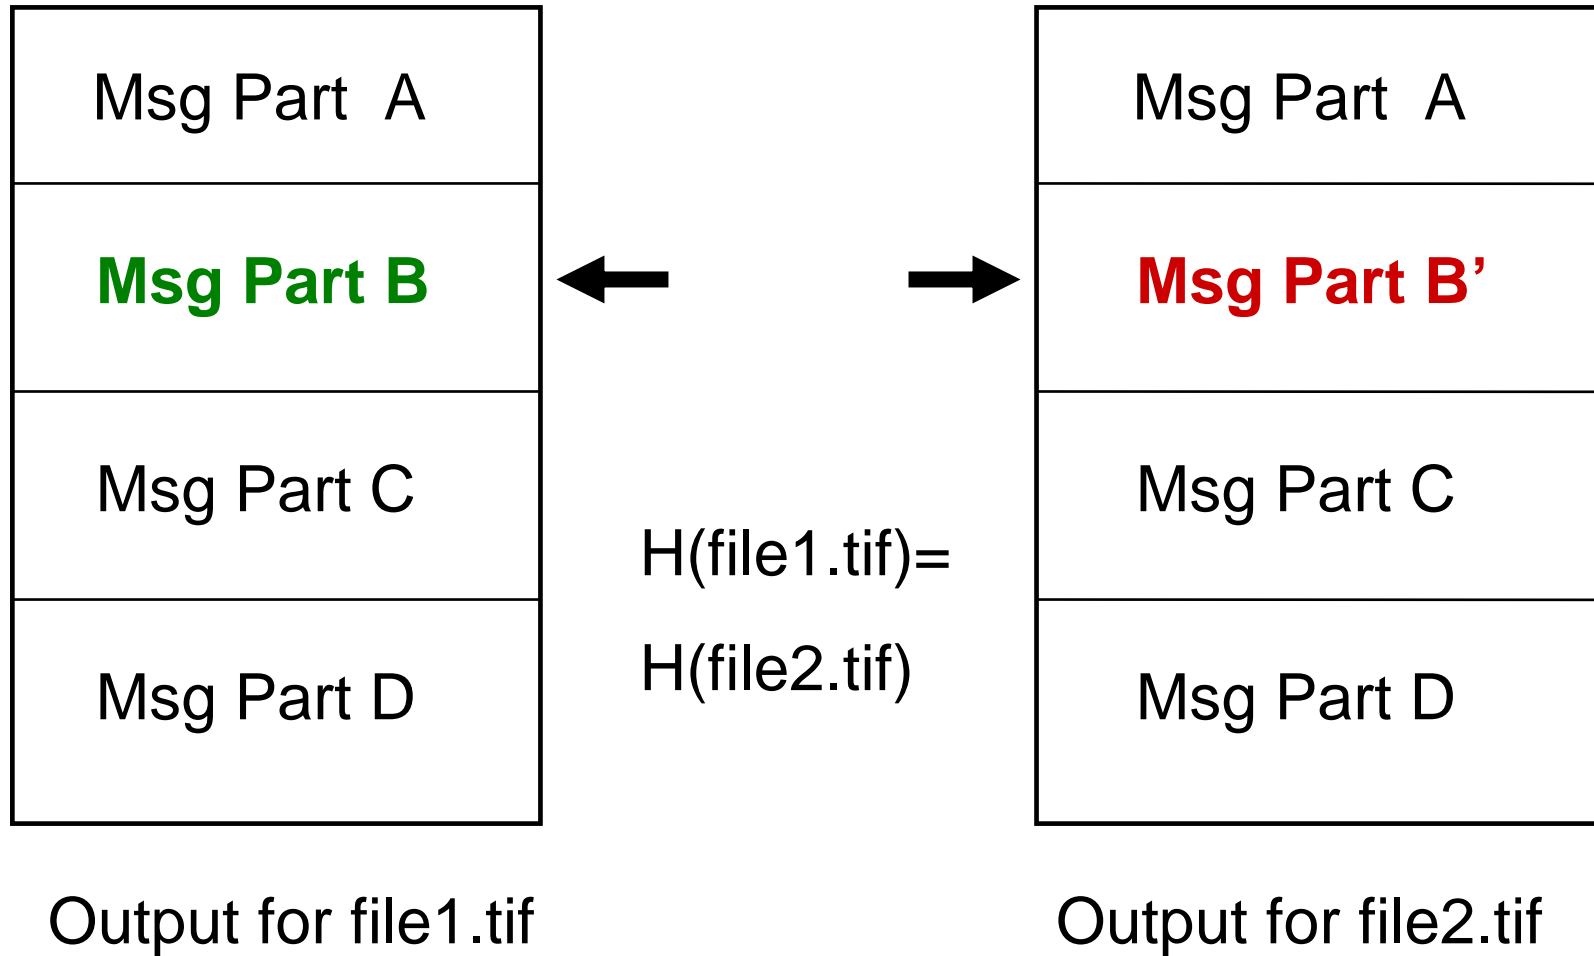 Msg Part A
Msg Part B
Msg Part C
Msg Part D
Output for file1.tif
H(file1.tif)=
H(file2.tif)
Msg Part A
Msg Part B’
Msg Part C
Msg Part D
Output for file2.tif